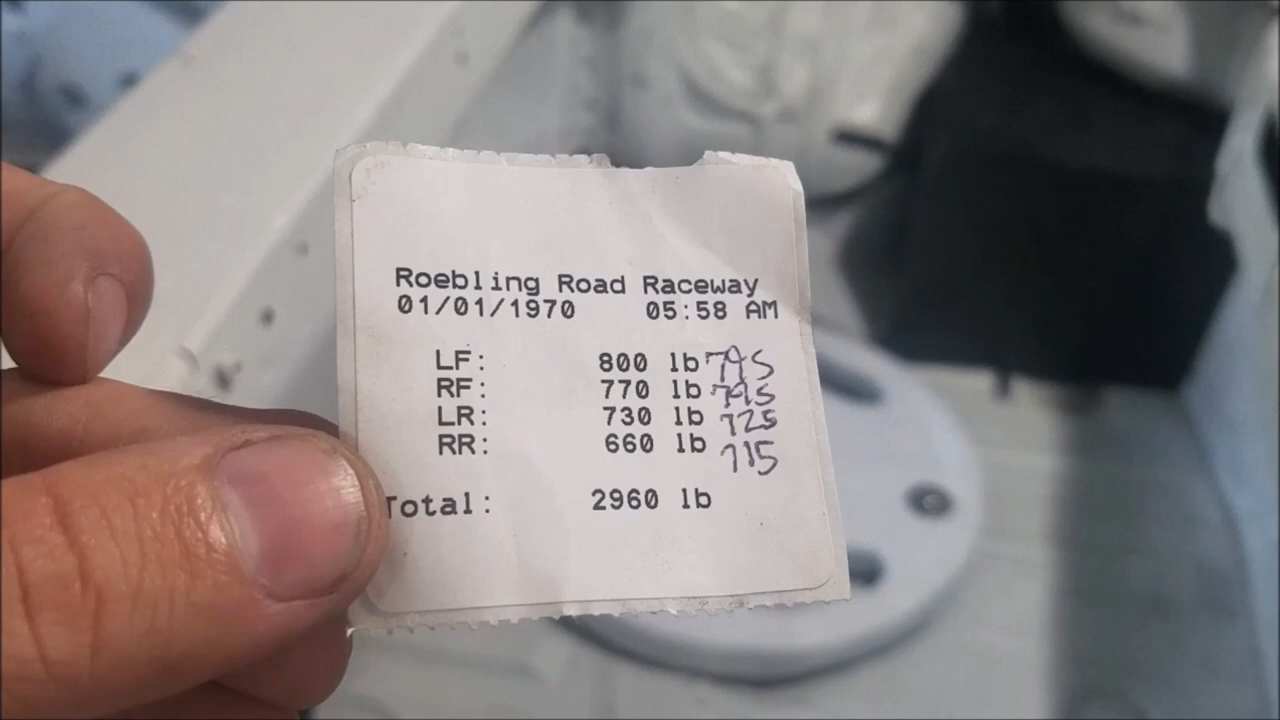 Roebling Road Raceway
01/01/1970 05:58 AM
LF: 800 lb 795
RF: 770 lb 795
LR: 730 lb 725
RR: 660 lb 715
Total: 2960 lb